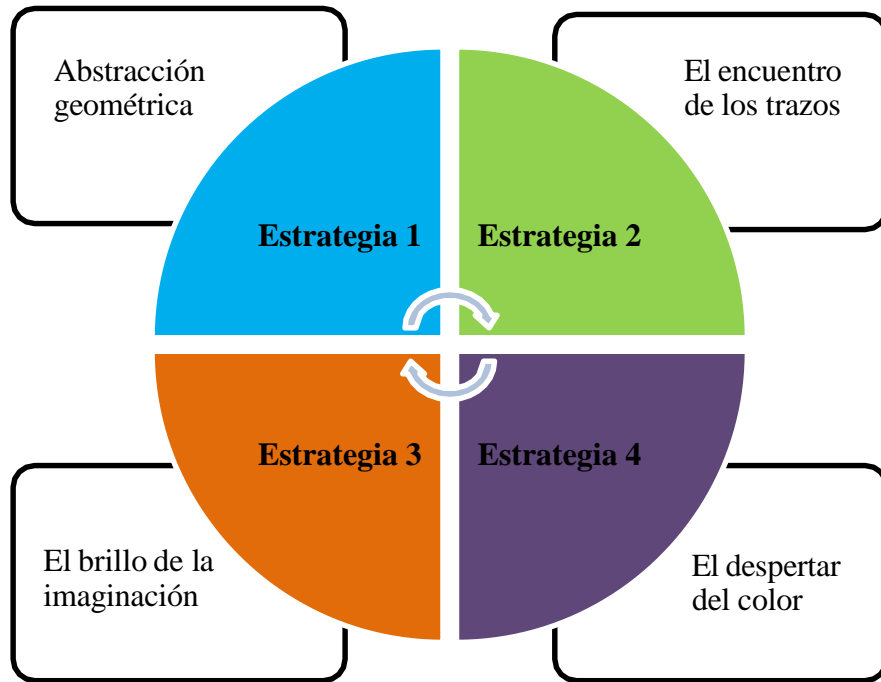 Abstracción
geométrica
El encuentro
de los trazos
Estrategia 1
Estrategia 2
Estrategia 3
Estrategia 4
El brillo de la
imaginación
El despertar
del color